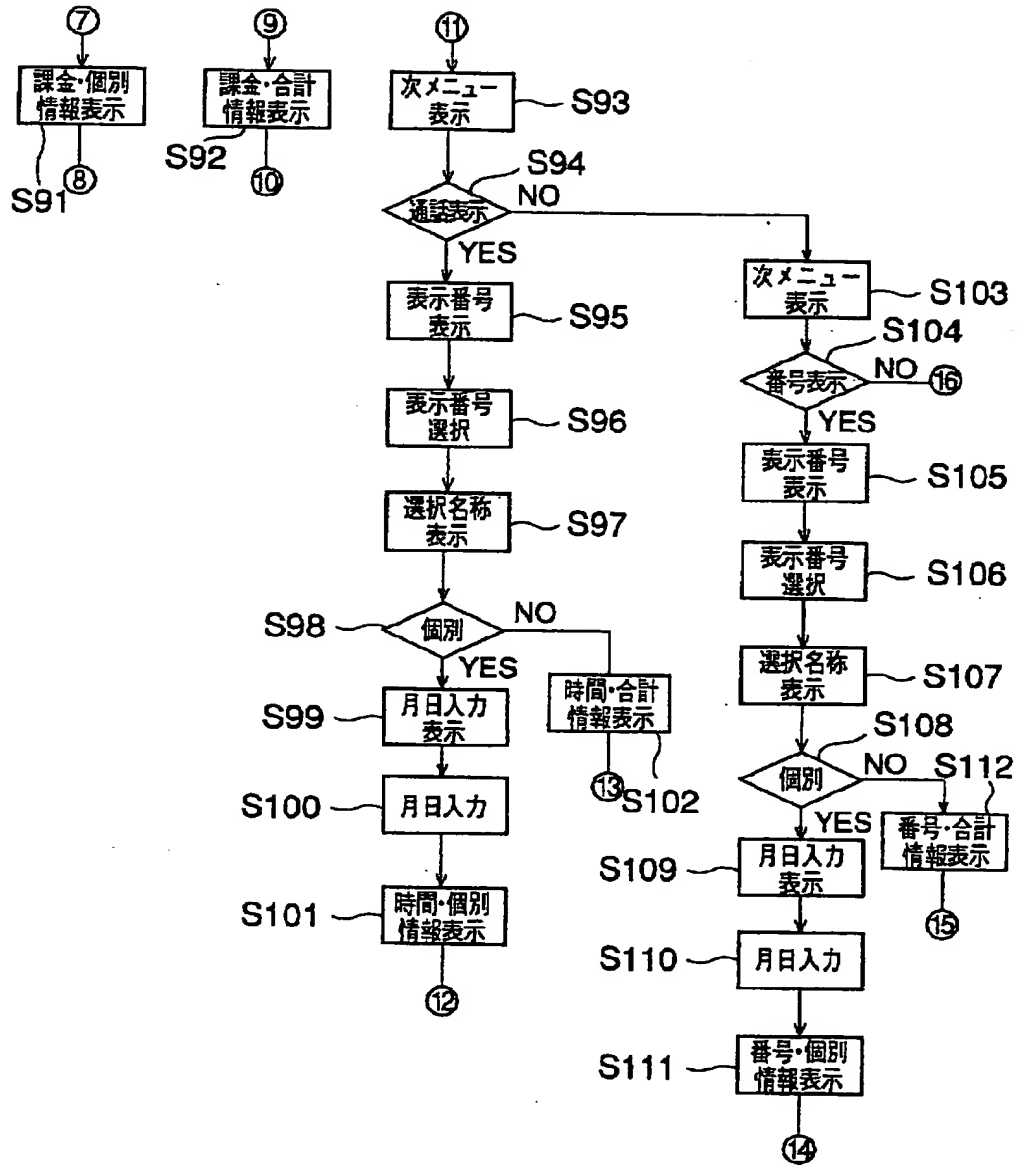 ⑦
課金・個別
情報表示
S91
⑧
⑨
課金・合計
情報表示
S92
⑩
⑪
次メニュー
表示
S93
S94
通話表示
NO
YES
表示番号
表示
S95
表示番号
選択
S96
選択名称
表示
S97
S98
個別
NO
YES
S99
月日入力
表示
S100
月日入力
S101
時間・個別
情報表示
⑫
時間・合計
情報表示
⑬
S102
次メニュー
表示
S103
S104
番号表示
NO
⑯
YES
表示番号
表示
S105
表示番号
選択
S106
選択名称
表示
S107
S108
個別
NO
S112
YES
番号・合計
情報表示
⑮
S109
月日入力
表示
S110
月日入力
S111
番号・個別
情報表示
⑭